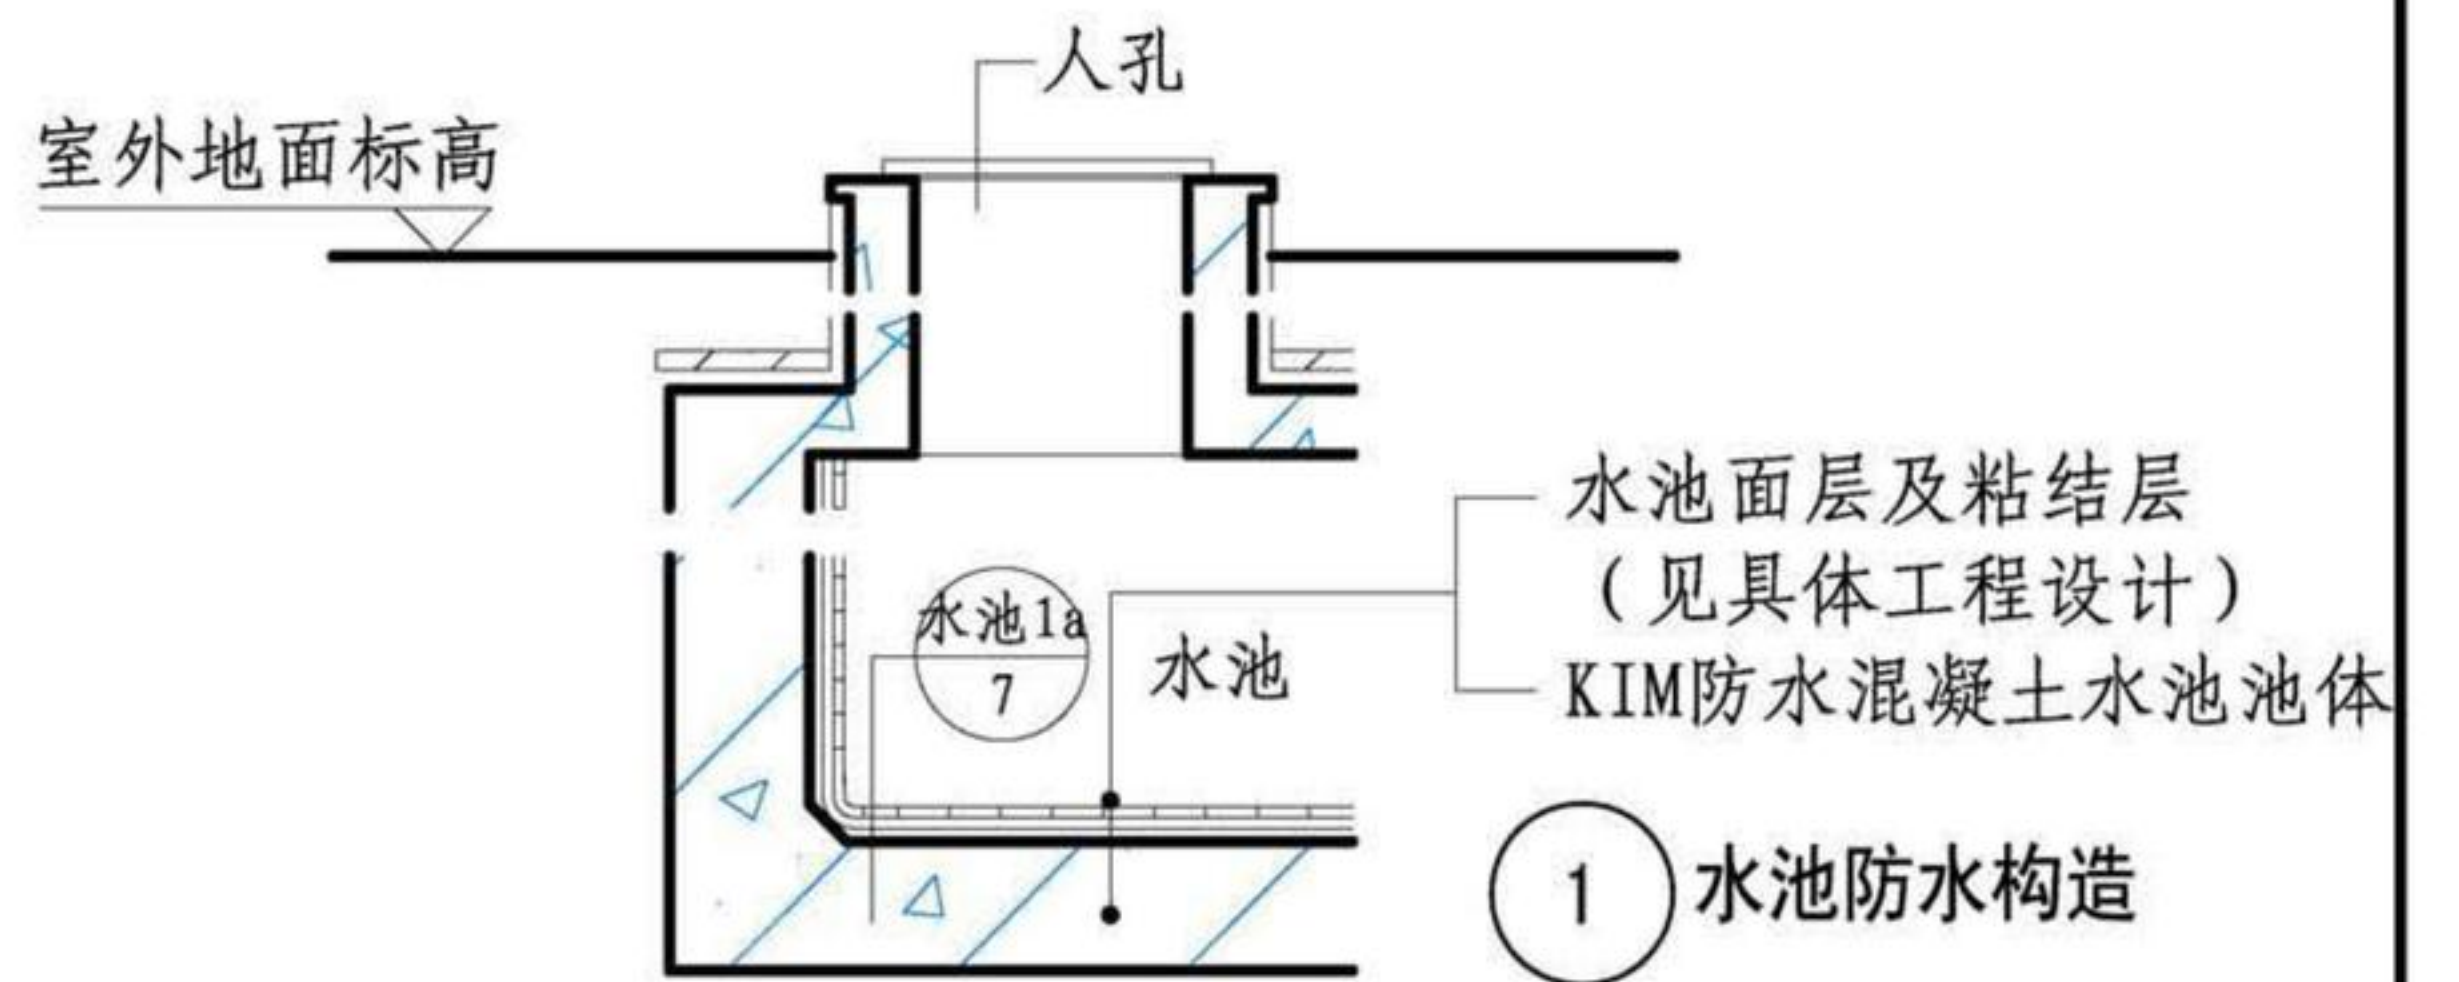 人孔
室外地面标高
水池面层及粘结层
（见具体工程设计）
水池1a
7
水池
KIM防水混凝土水池池体
1
水池防水构造